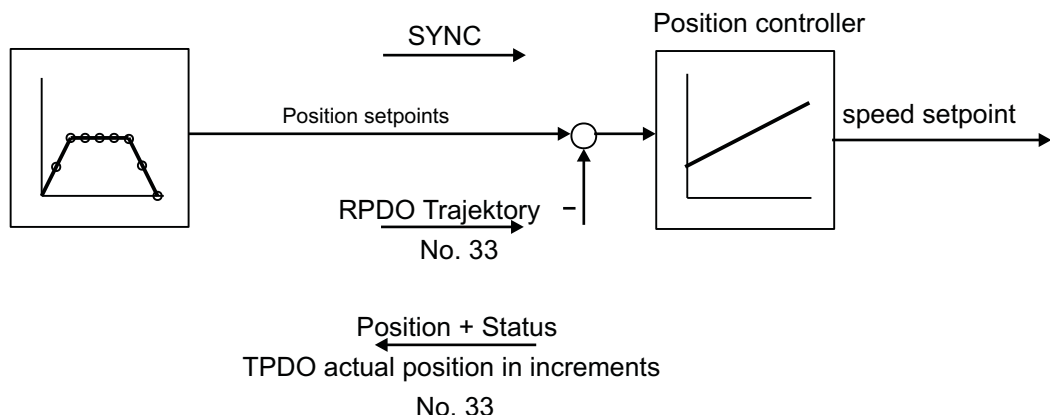 SYNC
Position controller
Position setpoints
speed setpoint
RPDO Trajektory
–
No. 33
Position + Status
TPDO actual position in increments
No. 33